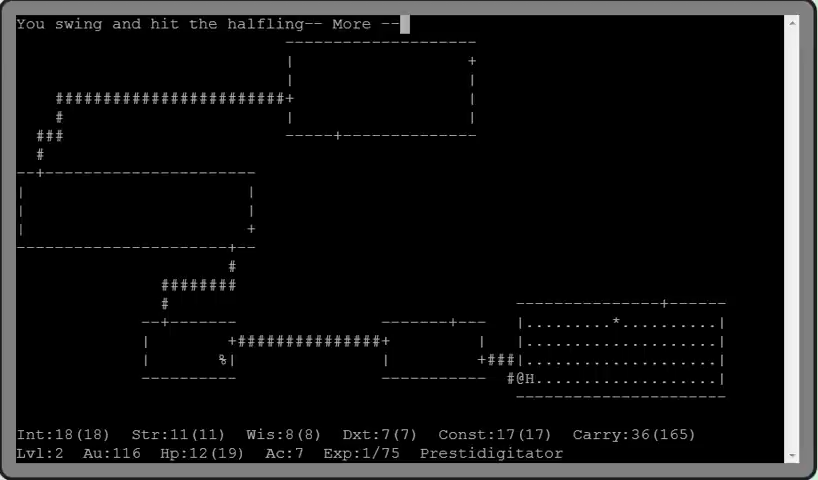 You swing and hit the halfling-- More --
--------------------
|                  +
|                  |
########################+                  |
#                        |                  |
###                       -----+--------------
#
--+----------------------
|                       |
|                       |
|                       +
----------------------+--
#
########
#                                     ---------------+------
--+-------               -------+---   |.........*..........|
|        +###############+         |   |....................|
|       %|               |         +###|....................|
----------               -----------  #@H...................|
----------------------
Int:18(18)  Str:11(11)  Wis:8(8)  Dxt:7(7)  Const:17(17)  Carry:36(165)
Lvl:2  Au:116  Hp:12(19)  Ac:7  Exp:1/75  Prestidigitator